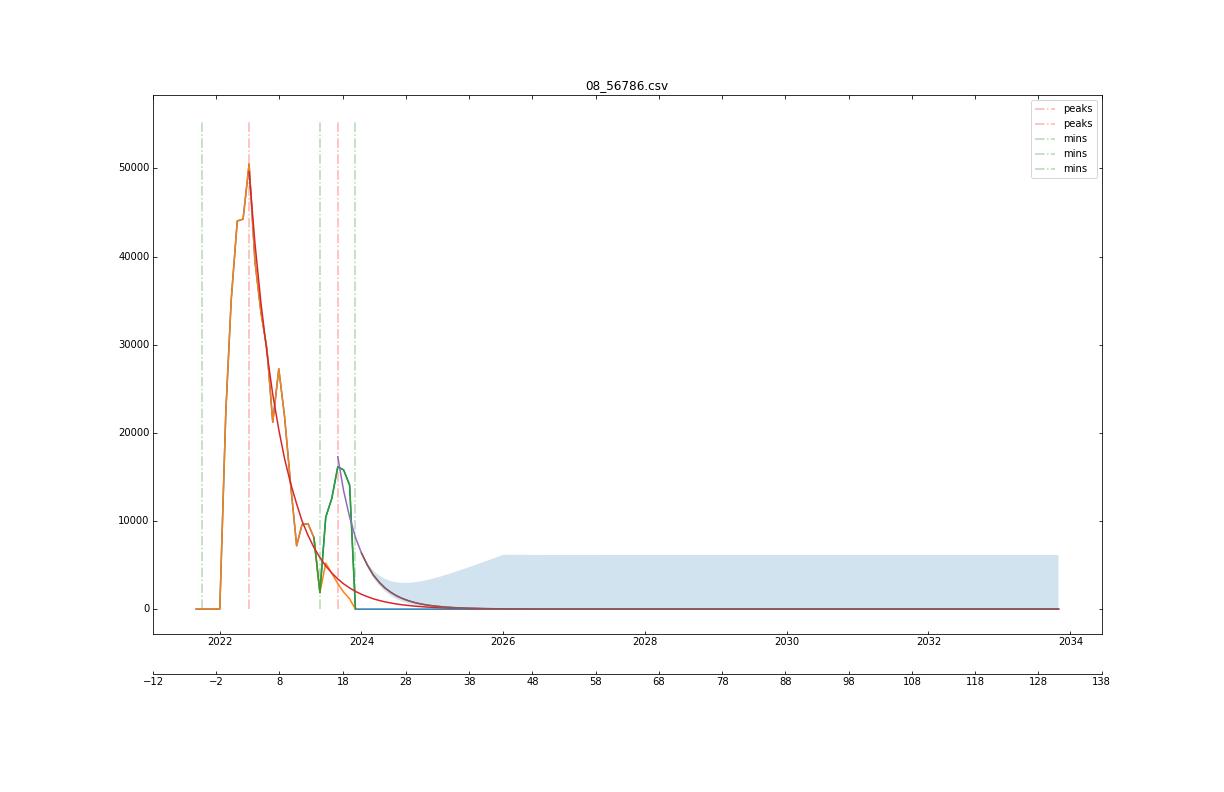 08_56786.csv
peaks
peaks
mins
mins
mins
50000
40000
30000
20000
10000
0
2022 2024 2026 2028 2030 2032 2034
−12 −2 8 18 28 38 48 58 68 78 88 98 108 118 128 138